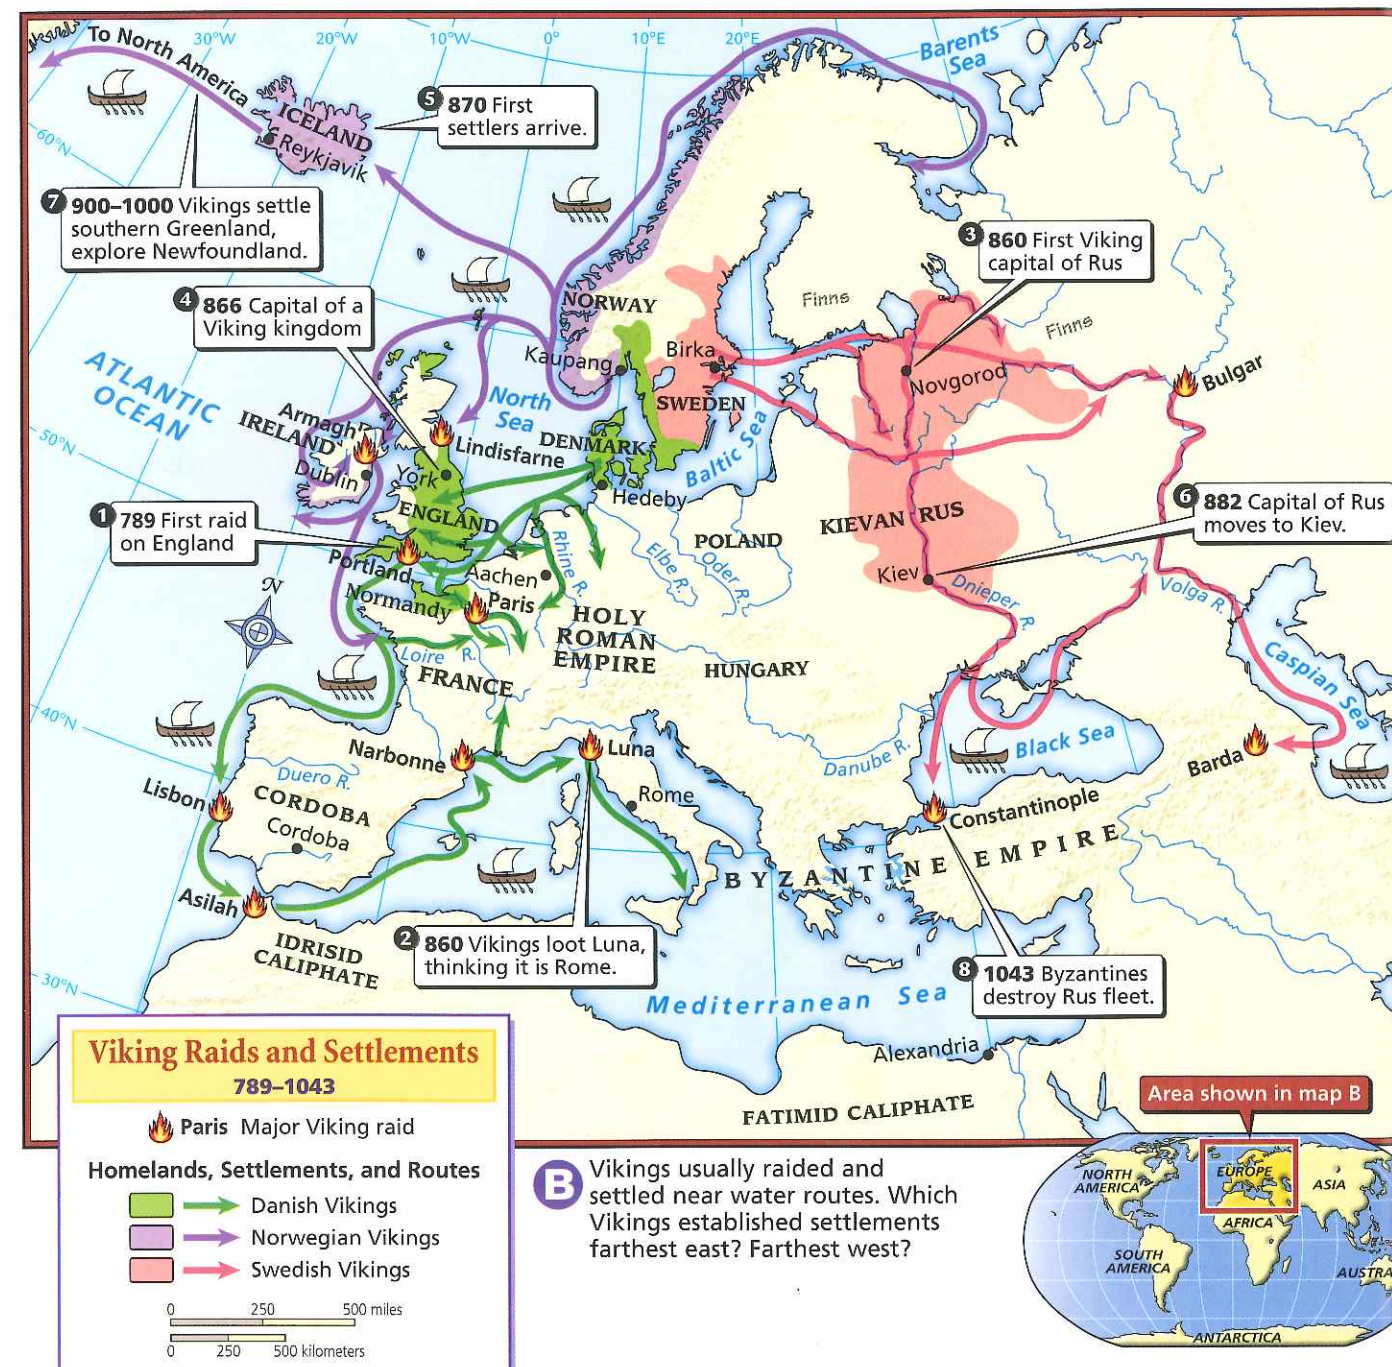 To North America
30°W
20°W
10°W
0°
10°E
20°E
Barents
Sea
60°N
ICELAND
Reykjavik
5 870 First
settlers arrive.
7 900–1000 Vikings settle
southern Greenland,
explore Newfoundland.
3 860 First Viking
capital of Rus
4 866 Capital of a
Viking kingdom
NORWAY
Finns
Finns
Kaupang
Birka
Novgorod
Bulgar
ATLANTIC
OCEAN
North
Sea
SWEDEN
50°N
Armagh
IRELAND
Dublin
Lindisfarne
DENMARK
Baltic Sea
York
Hedeby
ENGLAND
1 789 First raid
on England
6 882 Capital of Rus
moves to Kiev.
KIEVAN RUS
POLAND
Portland
Aachen
Rhine R.
Elbe R.
Oder R.
Kiev
Dnieper R.
Volga R.
N
Normandy
Paris
HOLY
ROMAN
EMPIRE
HUNGARY
Loire R.
FRANCE
Caspian Sea
40°N
Narbonne
Luna
Danube R.
Black Sea
Barda
Duero R.
Lisbon
CORDOBA
Cordoba
Rome
Constantinople
BYZANTINE EMPIRE
Asilah
IDRISID
CALIPHATE
2 860 Vikings loot Luna,
thinking it is Rome.
8 1043 Byzantines
destroy Rus fleet.
30°N
Mediterranean Sea
Alexandria
FATIMID CALIPHATE
Viking Raids and Settlements
789–1043
Paris Major Viking raid
Homelands, Settlements, and Routes
Danish Vikings
Norwegian Vikings
Swedish Vikings
0 250 500 miles
0 250 500 kilometers
B Vikings usually raided and
settled near water routes. Which
Vikings established settlements
farthest east? Farthest west?
Area shown in map B
NORTH
AMERICA
EUROPE
ASIA
AFRICA
SOUTH
AMERICA
AUSTRA
ANTARCTICA